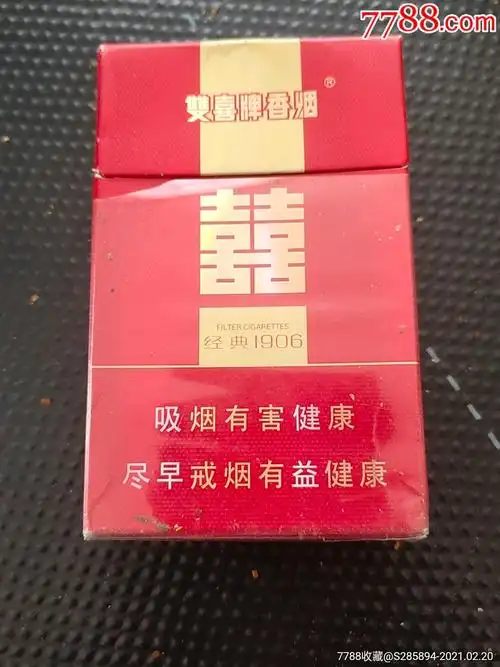 7788.com
雙喜牌香烟®
囍
FILTER CIGARETTES
经典1906
吸烟有害健康
尽早戒烟有益健康
7788收藏@S285894-2021.02.20